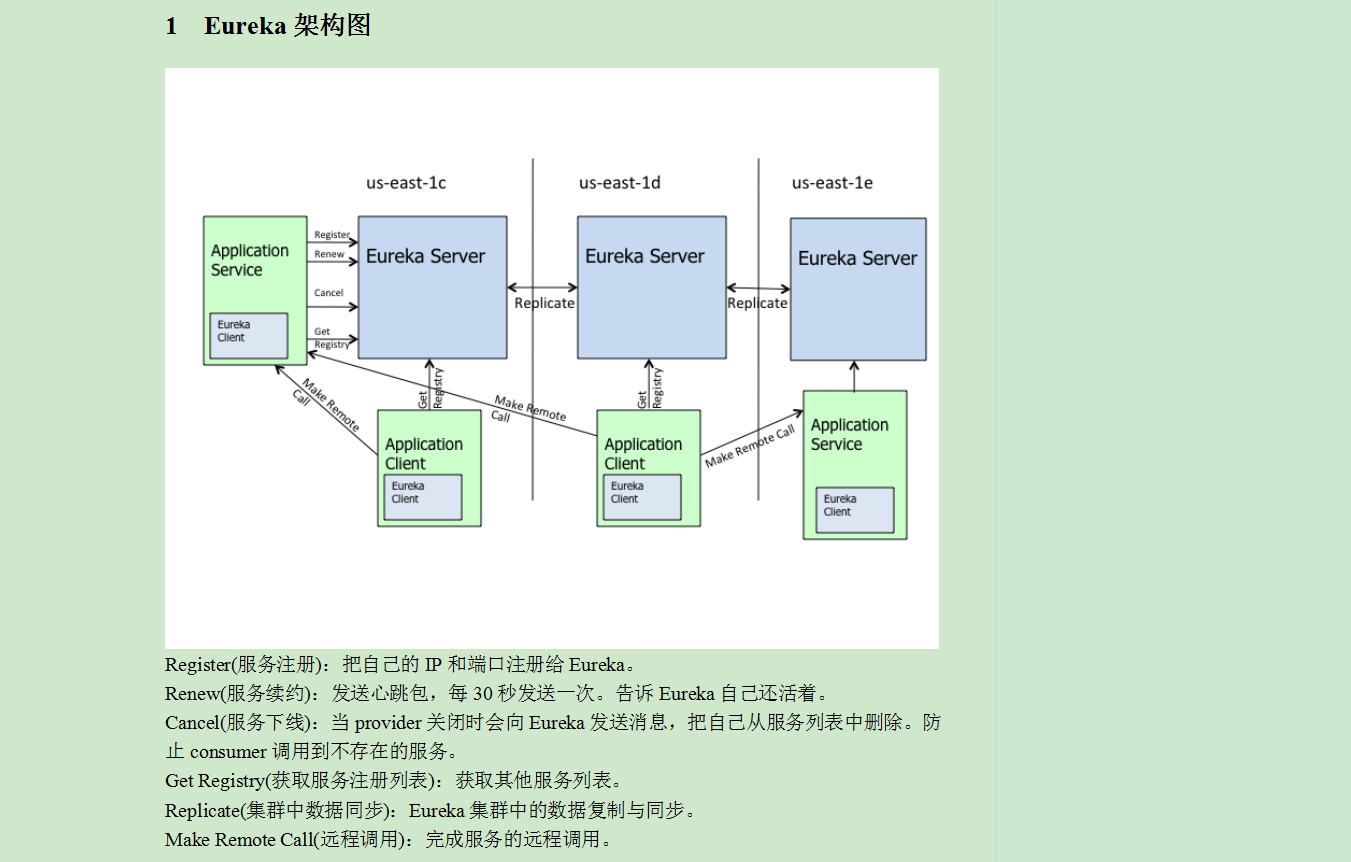 1 Eureka 架构图
us-east-1c
us-east-1d
us-east-1e
Application
Service
Eureka
Client
Register
Renew
Cancel
Get
Registry
Eureka Server
Replicate
Eureka Server
Replicate
Eureka Server
Make Remote
Call
Get
Registry
Make Remote
Call
Get
Registry
Make Remote Call
Application
Client
Eureka
Client
Application
Client
Eureka
Client
Application
Service
Eureka
Client
Register(服务注册)：把自己的 IP 和端口注册给 Eureka。
Renew(服务续约)：发送心跳包，每 30 秒发送一次。告诉 Eureka 自己还活着。
Cancel(服务下线)：当 provider 关闭时会向 Eureka 发送消息，把自己从服务列表中删除。防
止 consumer 调用到不存在的服务。
Get Registry(获取服务注册列表)：获取其他服务列表。
Replicate(集群中数据同步)：Eureka 集群中的数据复制与同步。
Make Remote Call(远程调用)：完成服务的远程调用。